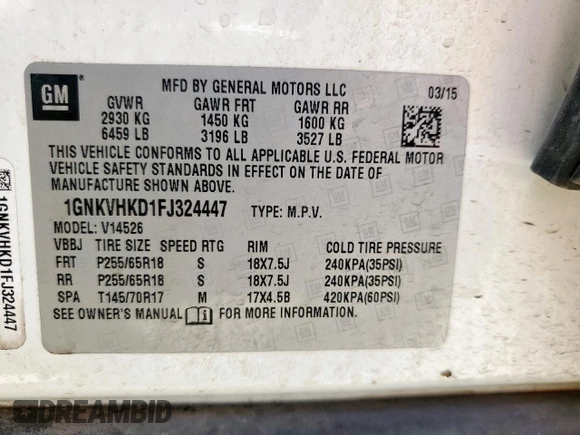 GM
MFD BY GENERAL MOTORS LLC
03/15
GVWR GAWR FRT GAWR RR
2930 KG 1450 KG 1600 KG
6459 LB 3196 LB 3527 LB
THIS VEHICLE CONFORMS TO ALL APPLICABLE U.S. FEDERAL MOTOR
VEHICLE SAFETY STANDARDS IN EFFECT ON THE DATE OF
MANUFACTURE SHOWN ABOVE.
1GNKVHKD1FJ324447 TYPE: M.P.V.
MODEL: V14526
VBBJ TIRE SIZE SPEED RTG RIM COLD TIRE PRESSURE
FRT P255/65R18 S 18X7.5J 240KPA(35PSI)
RR P255/65R18 S 18X7.5J 240KPA(35PSI)
SPA T145/70R17 M 17X4.5B 420KPA(60PSI)
SEE OWNER'S MANUAL FOR MORE INFORMATION.
1GNKVHKD1FJ324447
DREAMBID